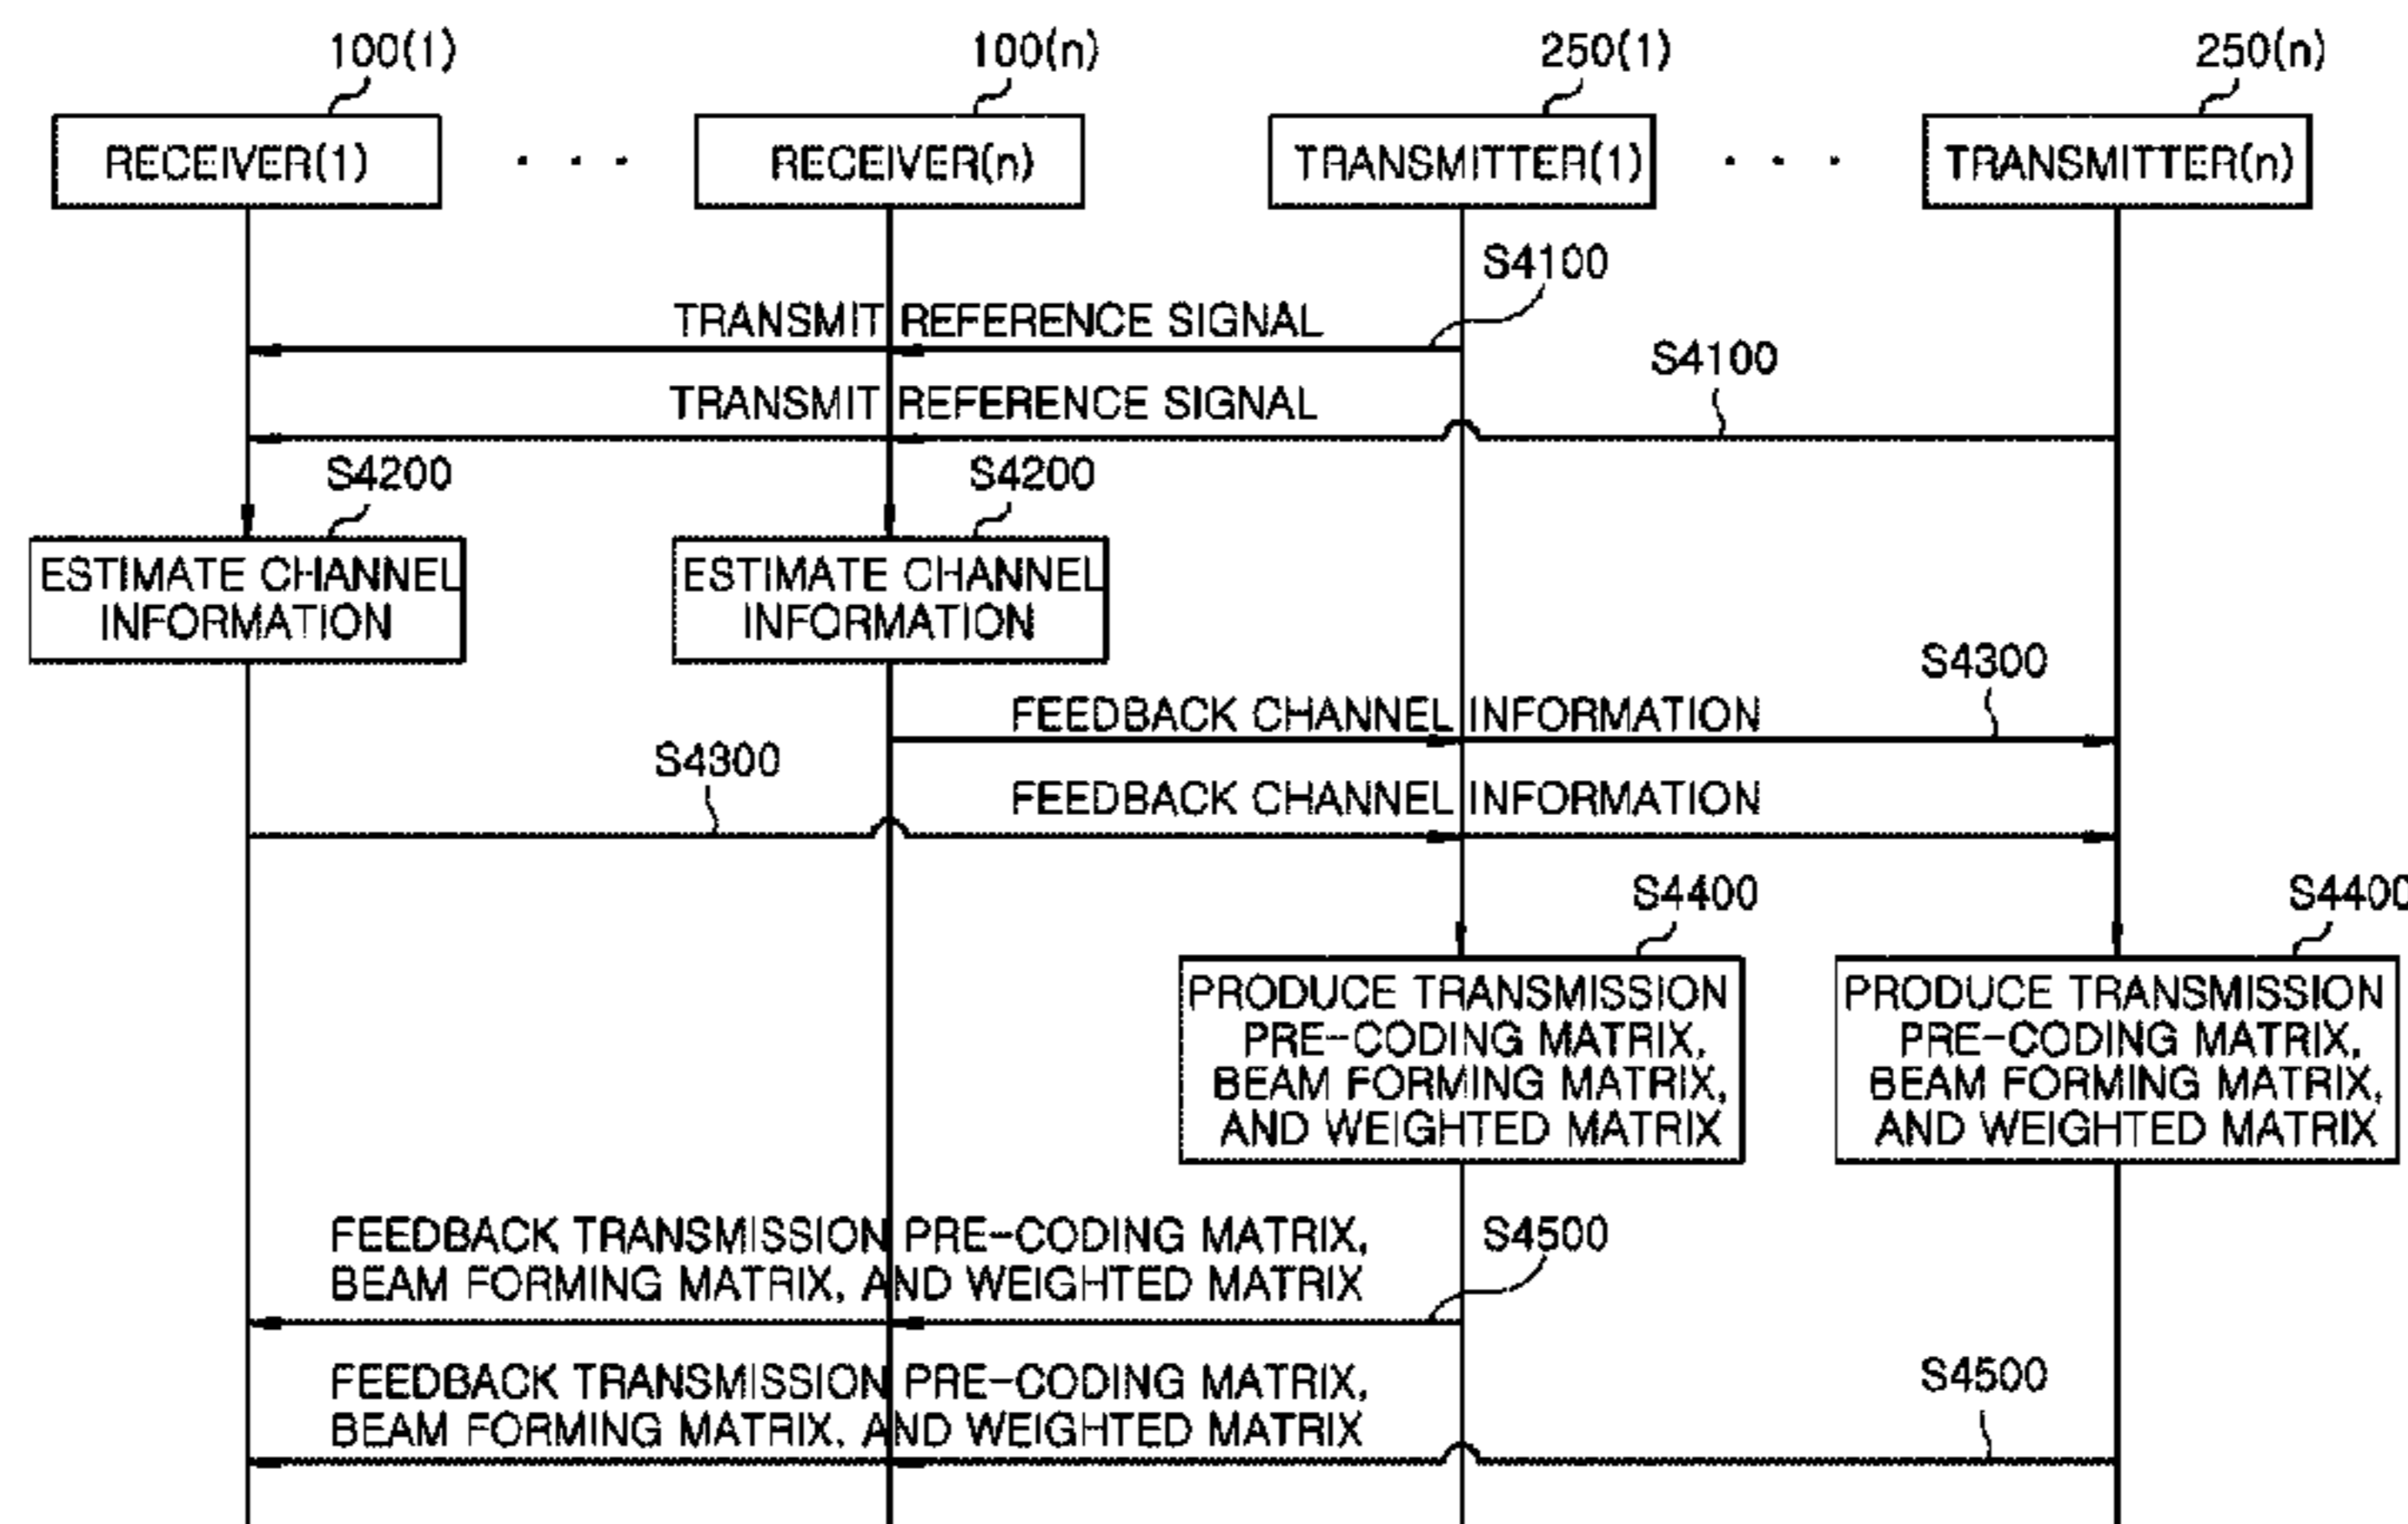 100(1)
100(n)
250(1)
250(n)
RECEIVER(1)
. . .
RECEIVER(n)
TRANSMITTER(1)
. . .
TRANSMITTER(n)
S4100
TRANSMIT REFERENCE SIGNAL
S4100
TRANSMIT REFERENCE SIGNAL
S4200
S4200
ESTIMATE CHANNEL
INFORMATION
ESTIMATE CHANNEL
INFORMATION
S4300
FEEDBACK CHANNEL INFORMATION
S4300
FEEDBACK CHANNEL INFORMATION
S4400
S4400
PRODUCE TRANSMISSION
PRE-CODING MATRIX,
BEAM FORMING MATRIX,
AND WEIGHTED MATRIX
PRODUCE TRANSMISSION
PRE-CODING MATRIX,
BEAM FORMING MATRIX,
AND WEIGHTED MATRIX
FEEDBACK TRANSMISSION PRE-CODING MATRIX,
BEAM FORMING MATRIX, AND WEIGHTED MATRIX
S4500
FEEDBACK TRANSMISSION PRE-CODING MATRIX,
BEAM FORMING MATRIX, AND WEIGHTED MATRIX
S4500